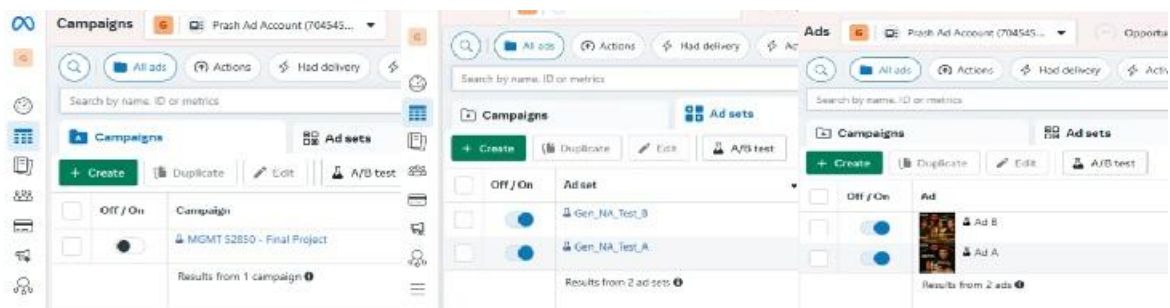 Campaigns G Prash Ad Account (704545...
All ads Actions Had delivery
Search by name, ID or metrics
Campaigns Ad sets
+ Create Duplicate Edit A/B test
Off / On Campaign
MGMT 52850 - Final Project
Results from 1 campaign
G
All ads Actions Had delivery Ac
Search by name, ID or metrics
Campaigns Ad sets
+ Create Duplicate Edit A/B test
Off / On Ad set
Gen_NA_Test_B
Gen_NA_Test_A
Results from 2 ad sets
Ads G Prash Ad Account (704545... Opportu
All ads Actions Had delivery Activ
Search by name, ID or metrics
Campaigns Ad sets
+ Create Duplicate Edit A/B test
Off / On Ad
Ad B
Ad A
Results from 2 ads